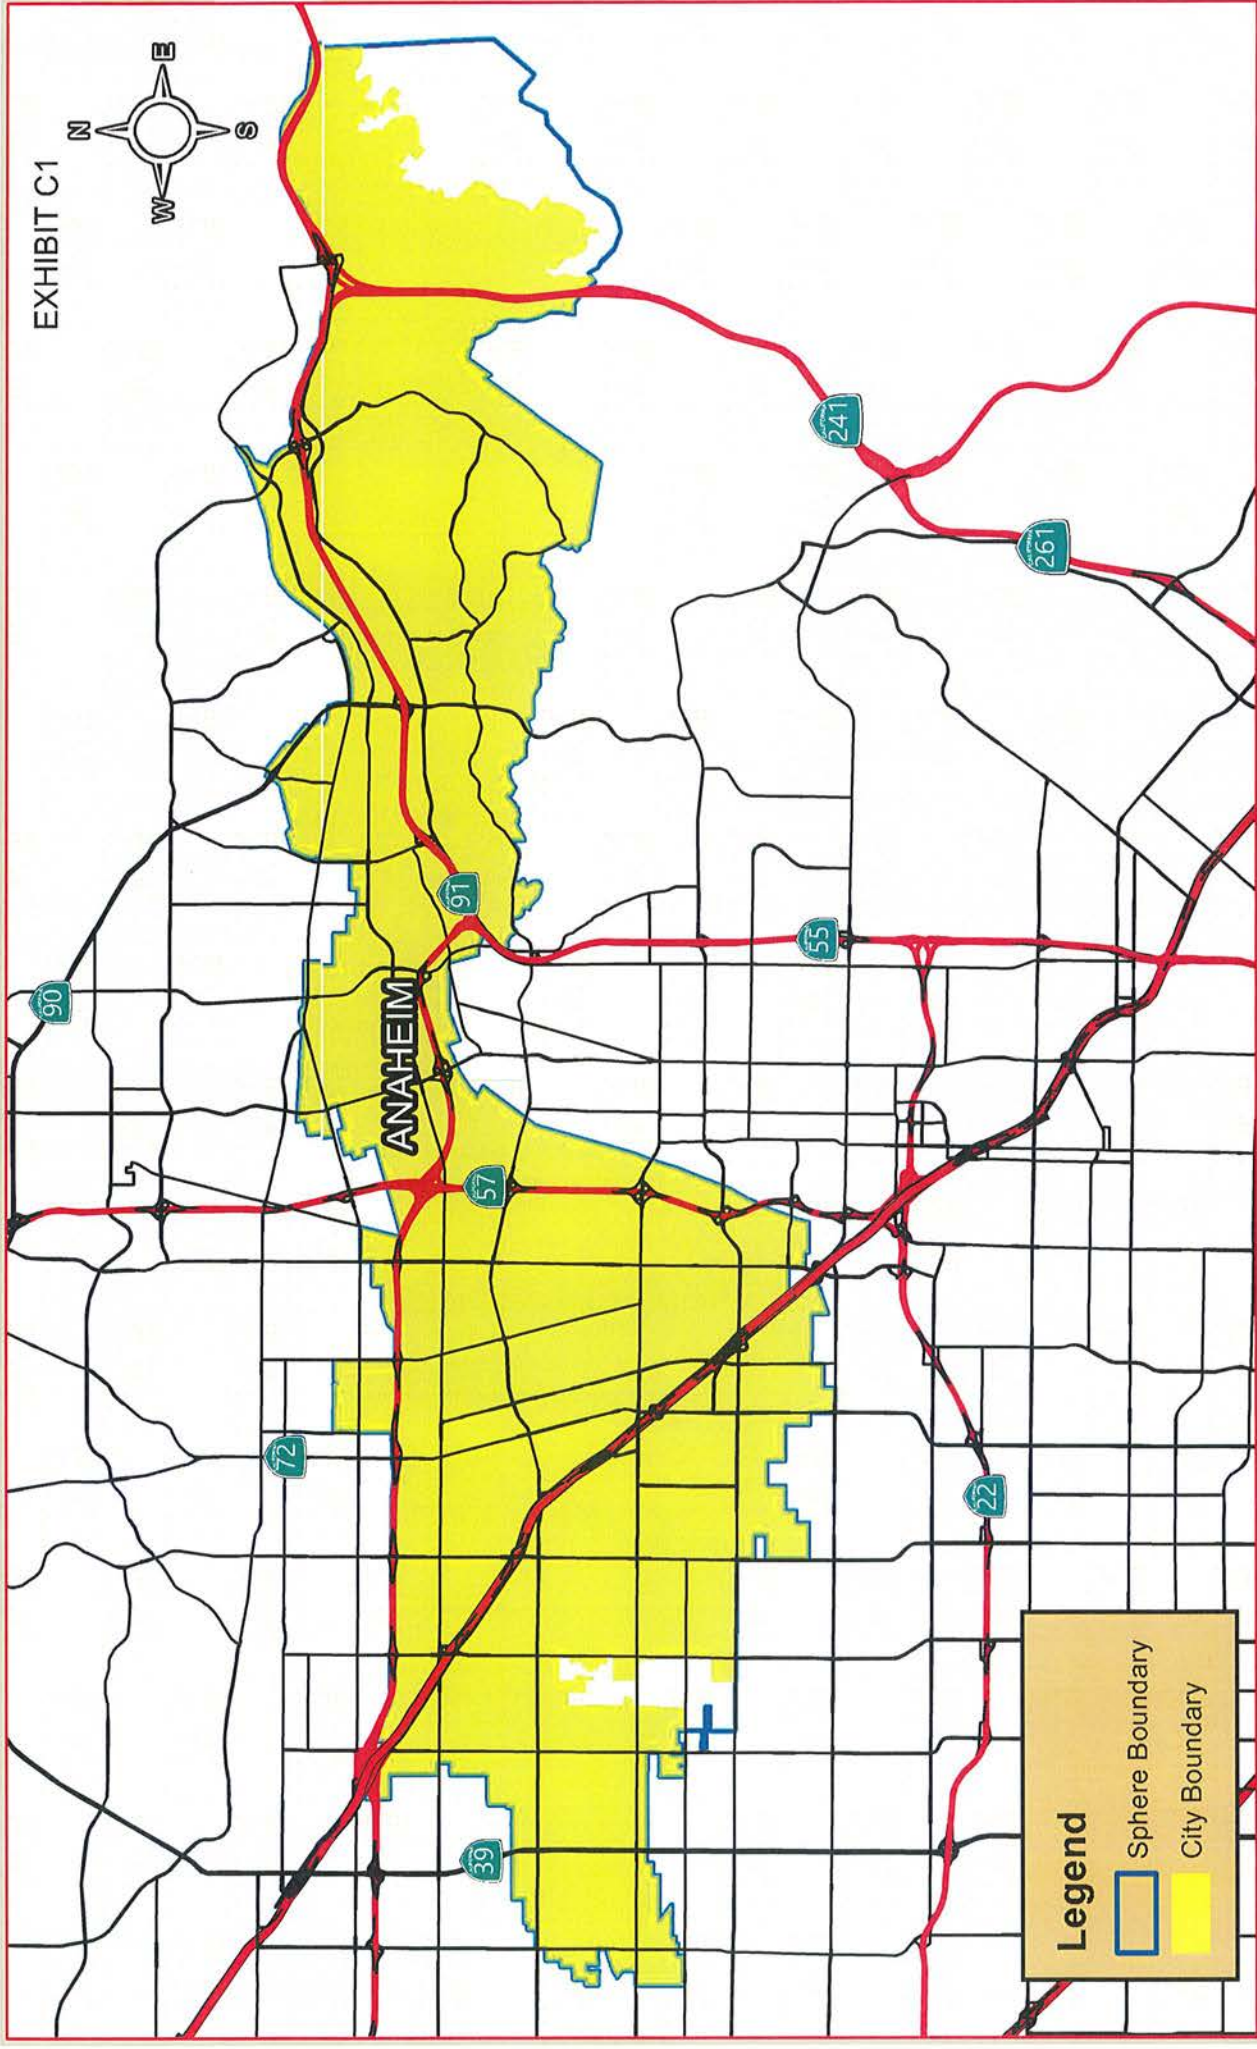 EXHIBIT C1
N
W
E
S
90
ANAHEIM
91
57
72
39
55
241
261
22
Legend
Sphere Boundary
City Boundary